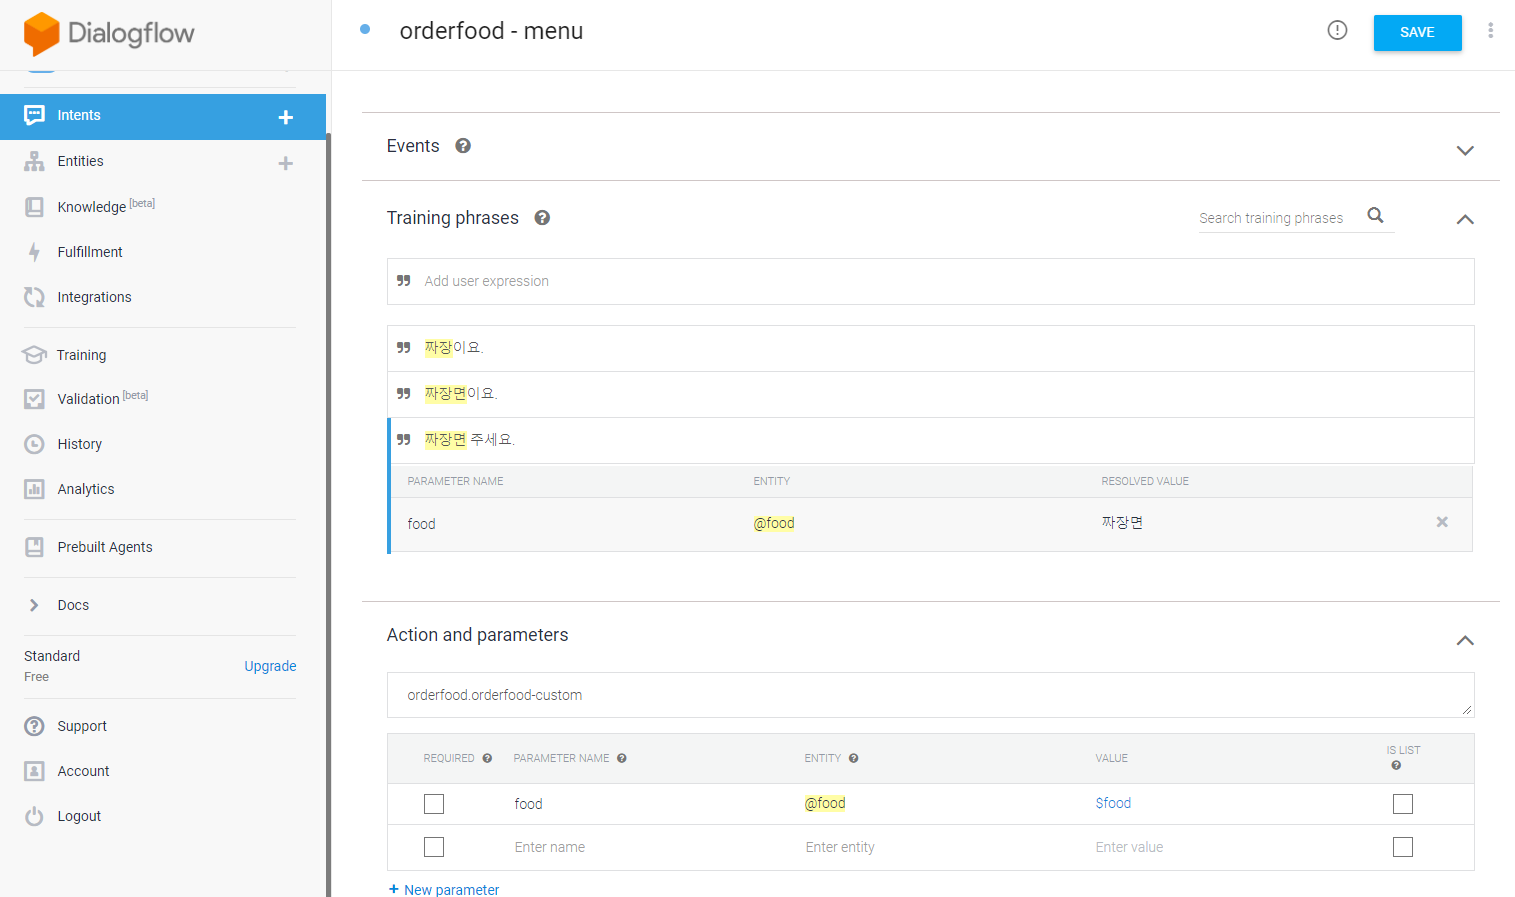 Dialogflow
Intents
Entities
Knowledge [beta]
Fulfillment
Integrations
Training
Validation [beta]
History
Analytics
Prebuilt Agents
Docs
Standard
Free
Upgrade
Support
Account
Logout
orderfood - menu
SAVE
Events
Training phrases
Search training phrases
Add user expression
짜장이요.
짜장면이요.
짜장면 주세요.
PARAMETER NAME ENTITY RESOLVED VALUE
food @food 짜장면
Action and parameters
orderfood.orderfood-custom
REQUIRED PARAMETER NAME ENTITY VALUE IS LIST
food @food $food
Enter name Enter entity Enter value
+ New parameter